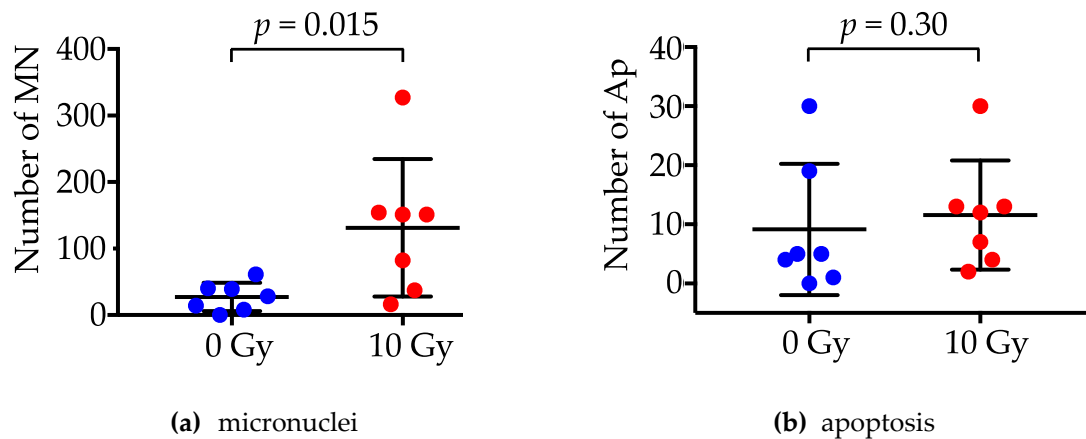 p = 0.015
Number of MN
400
300
200
100
0
0 Gy
10 Gy
(a) micronuclei
p = 0.30
Number of Ap
40
30
20
10
0
0 Gy
10 Gy
(b) apoptosis